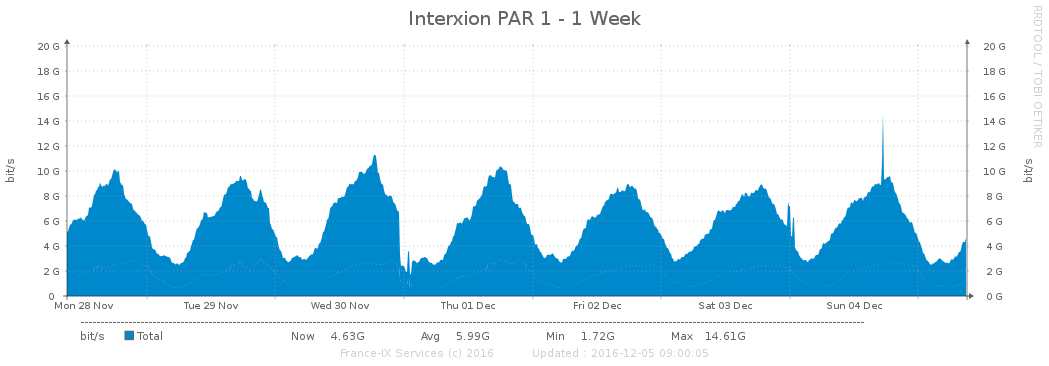 Interxion PAR 1 - 1 Week
RRDTOOL / TOBI OETIKER
bit/s
bit/s
20 G 20 G
18 G 18 G
16 G 16 G
14 G 14 G
12 G 12 G
10 G 10 G
8 G 8 G
6 G 6 G
4 G 4 G
2 G 2 G
0 0 G
Mon 28 Nov Tue 29 Nov Wed 30 Nov Thu 01 Dec Fri 02 Dec Sat 03 Dec Sun 04 Dec
bit/s Total Now 4.63G Avg 5.99G Min 1.72G Max 14.61G
France-IX Services (c) 2016 Updated : 2016-12-05 09:00:05